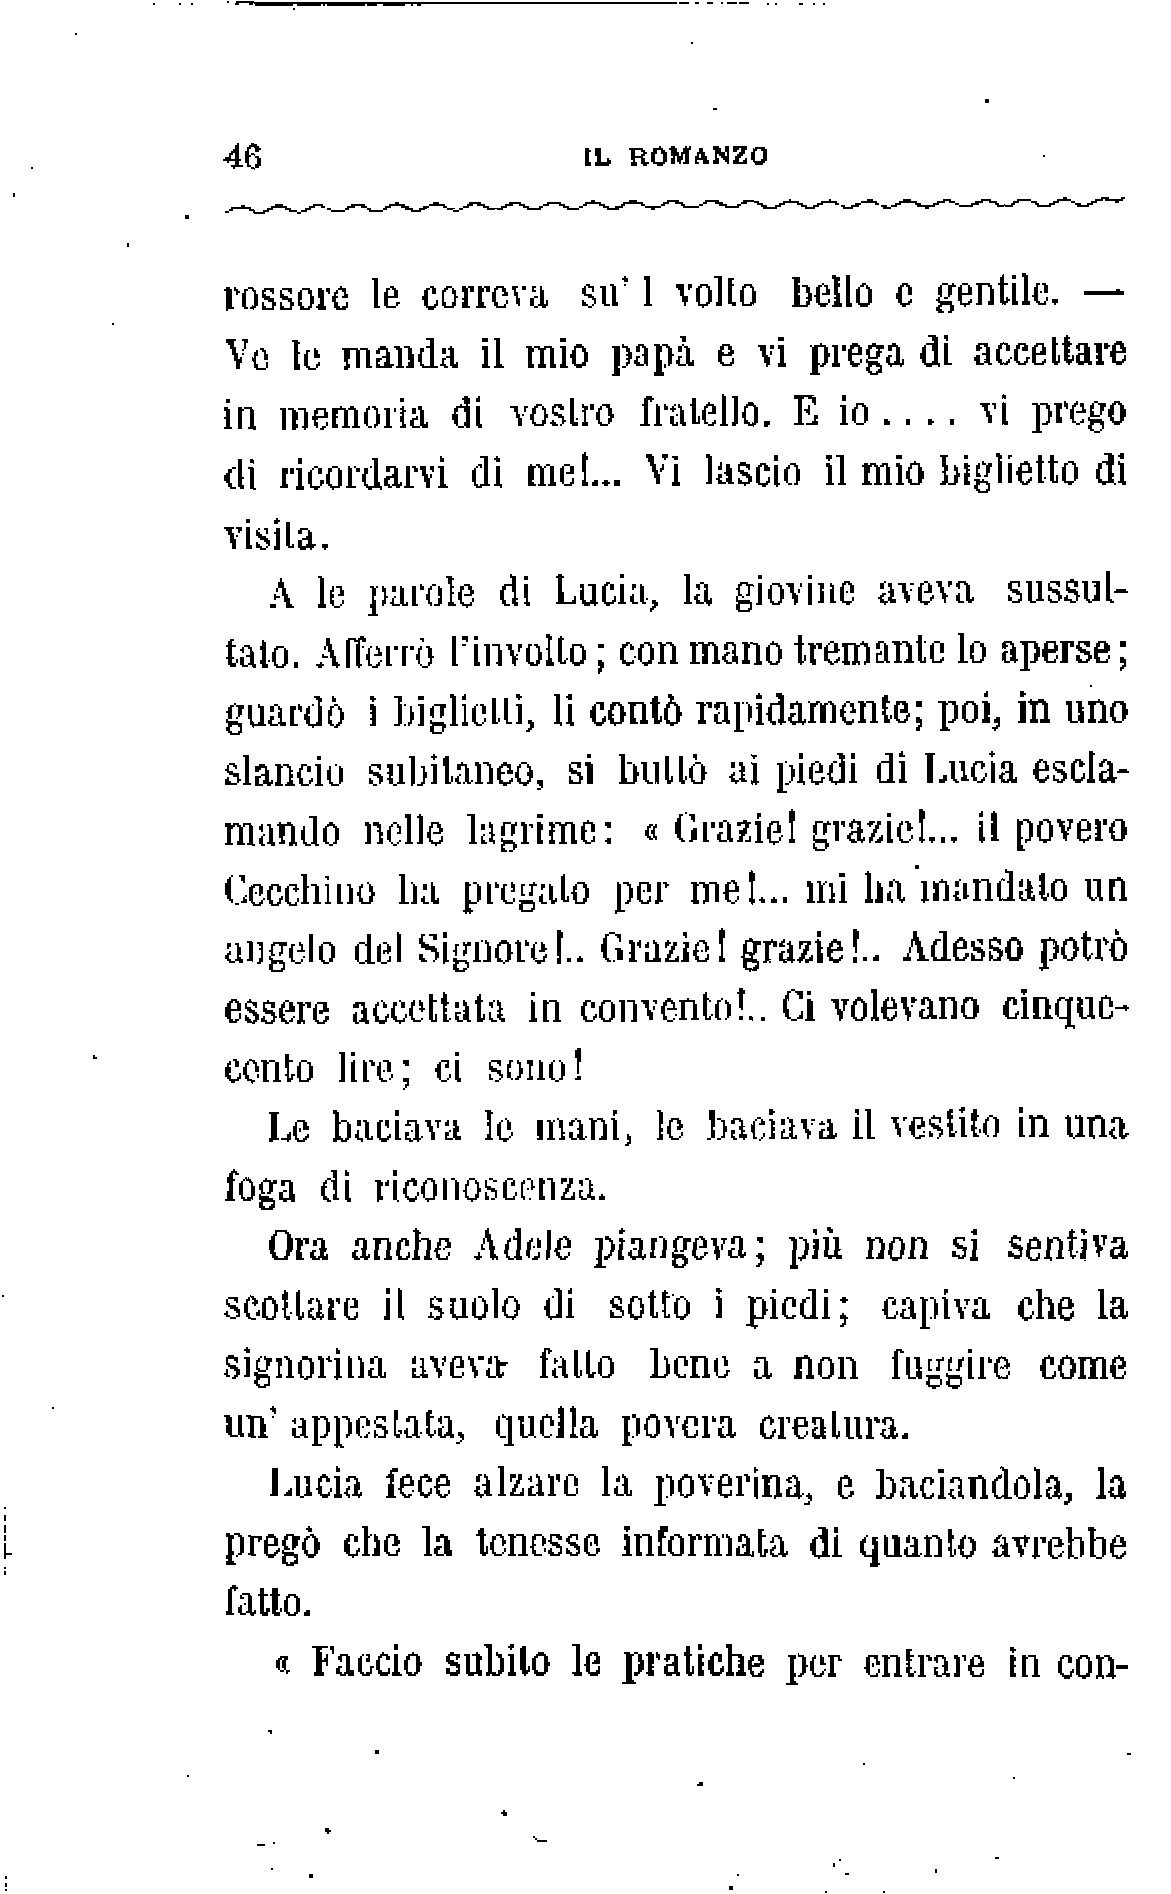 46 IL ROMANZO
rossore le correva su' l volto bello e gentile. —
Ve le manda il mio papà e vi prega di accettare
in memoria di vostro fratello. E io.... vi prego
di ricordarvi di me!... Vi lascio il mio biglietto di
visita.
A le parole di Lucia, la giovine aveva sussul-
tato. Afferrò l'involto; con mano tremante lo aperse;
guardò i biglietti, li contò rapidamente; poi, in uno
slancio subitaneo, si buttò ai piedi di Lucia escla-
mando nelle lagrime: « Grazie! grazie!... il povero
Cecchino ha pregato per me!... mi ha mandato un
angelo del Signore!.. Grazie! grazie!.. Adesso potrò
essere accettata in convento!.. Ci volevano cinque-
cento lire; ci sono!
Le baciava le mani, le baciava il vestito in una
foga di riconoscenza.
Ora anche Adele piangeva; più non si sentiva
scottare il suolo di sotto i piedi; capiva che la
signorina aveva fatto bene a non fuggire come
un' appestata, quella povera creatura.
Lucia fece alzare la poverina, e baciandola, la
pregò che la tenesse informata di quanto avrebbe
fatto.
« Faccio subito le pratiche per entrare in con-